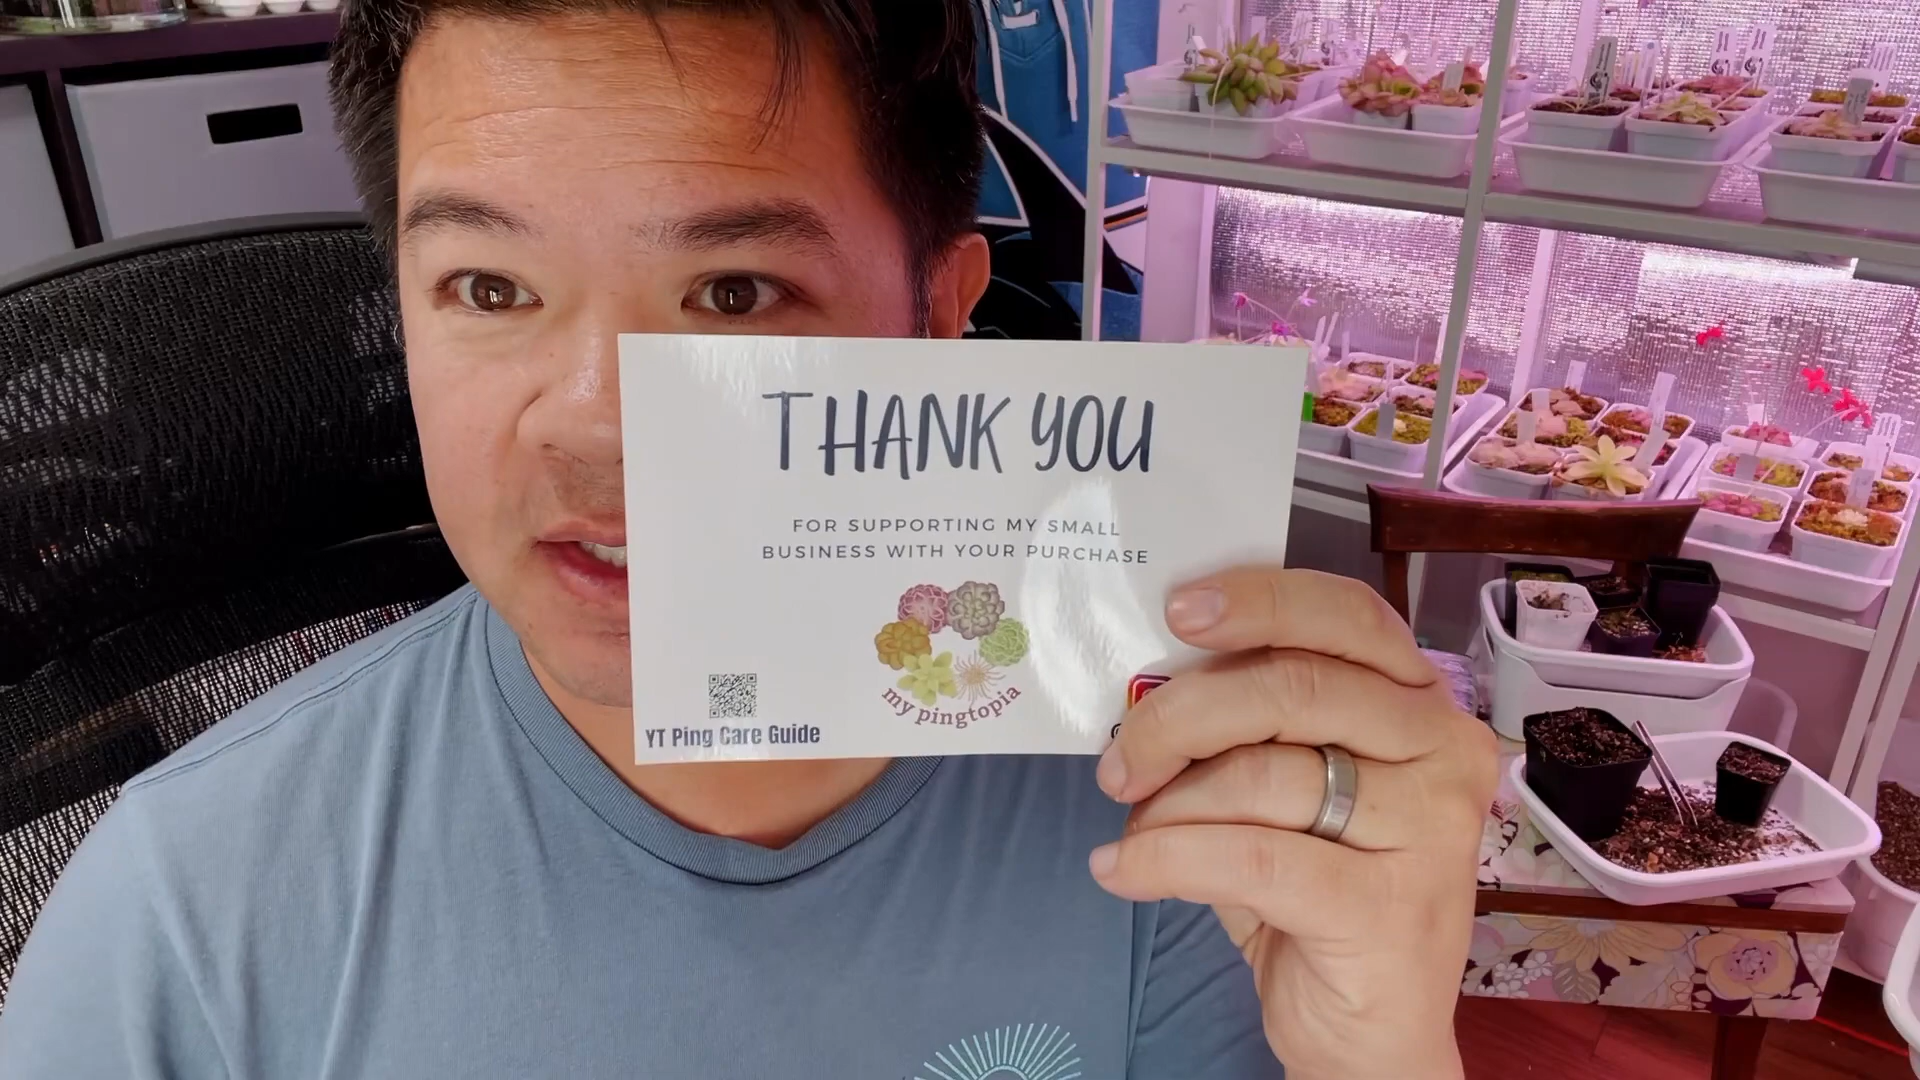 THANK YOU
FOR SUPPORTING MY SMALL
BUSINESS WITH YOUR PURCHASE
my pingtopia
YT Ping Care Guide